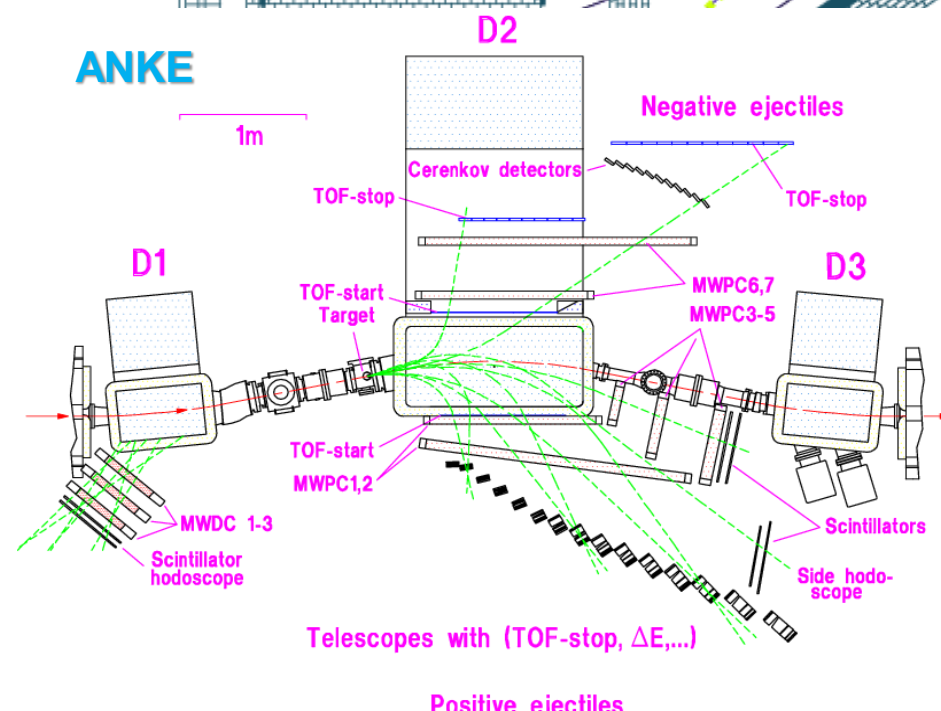 D2
ANKE
Negative ejectiles
1m
Cerenkov detectors
TOF-stop
TOF-stop
D1
D3
MWPC6,7
TOF-start
Target
MWPC3-5
TOF-start
MWPC1,2
MWDC 1-3
Scintillators
Scintillator
hodoscope
Side hodo-
scope
Telescopes with (TOF-stop, ΔE,...)
Positive ejectiles